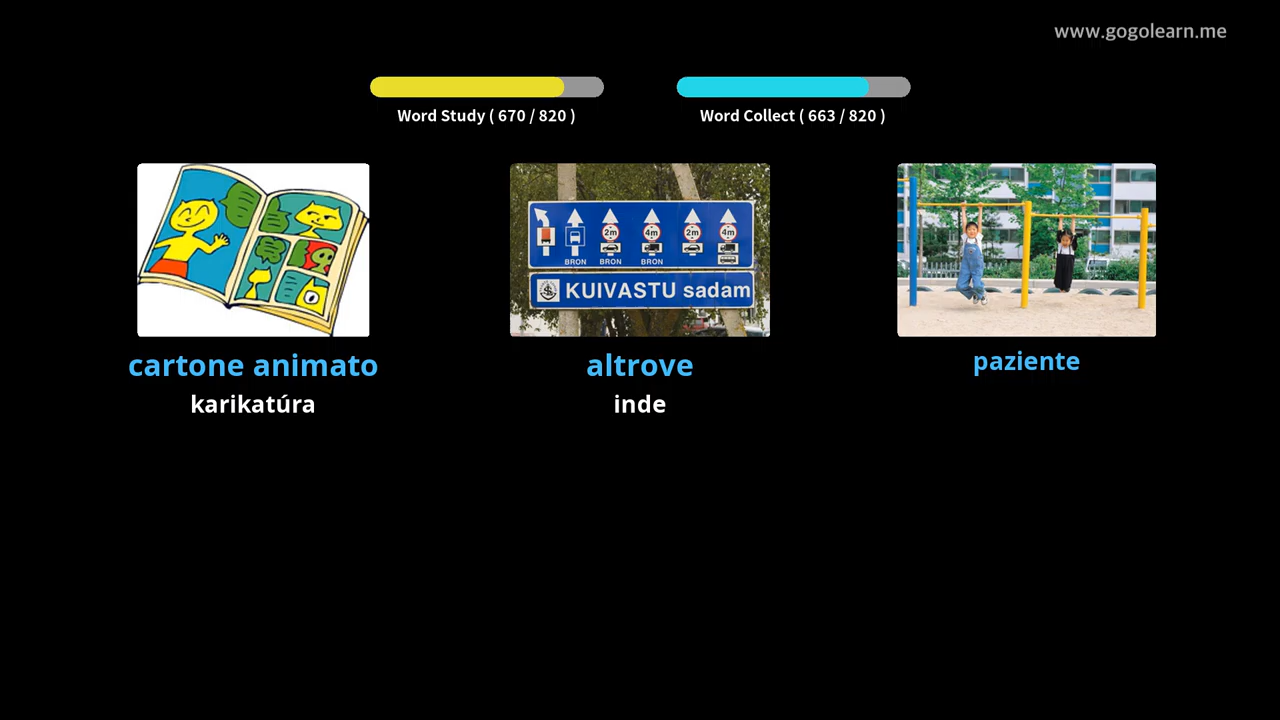 www.gogolearn.me
Word Study ( 670 / 820 )
Word Collect ( 663 / 820 )
2m
4m
2m
4m
BRON
BRON
BRON
KUIVASTU sadam
cartone animato
altrove
paziente
karikatúra
inde